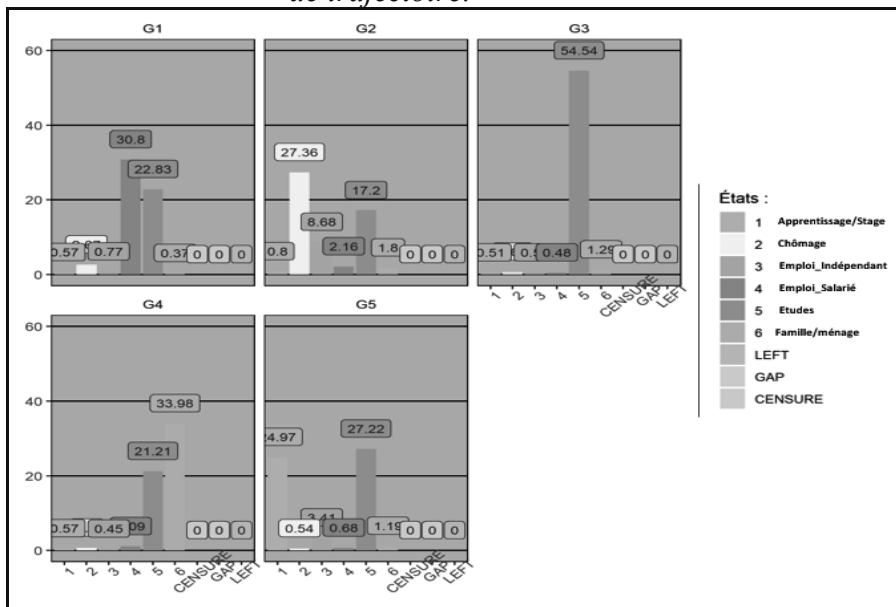 G1
G2
G3
60
40
20
0
0.57
0.77
30.8
22.83
0.37
0
0
0
0.8
27.36
8.68
2.16
17.2
1.8
0
0
0
0.51
0.48
54.54
1.29
0
0
0
1
2
3
4
5
6
CENSURE
GAP
LEFT
G4
G5
60
40
20
0
0.57
0.45
21.21
33.98
0
0
0
0.54
3.41
0.68
27.22
1.19
0
0
0
1
2
3
4
5
6
CENSURE
GAP
LEFT
1
2
3
4
5
6
CENSURE
GAP
LEFT
États :
1 Apprentissage/Stage
2 Chômage
3 Emploi_Indépendant
4 Emploi_Salarié
5 Etudes
6 Famille/ménage
LEFT
GAP
CENSURE